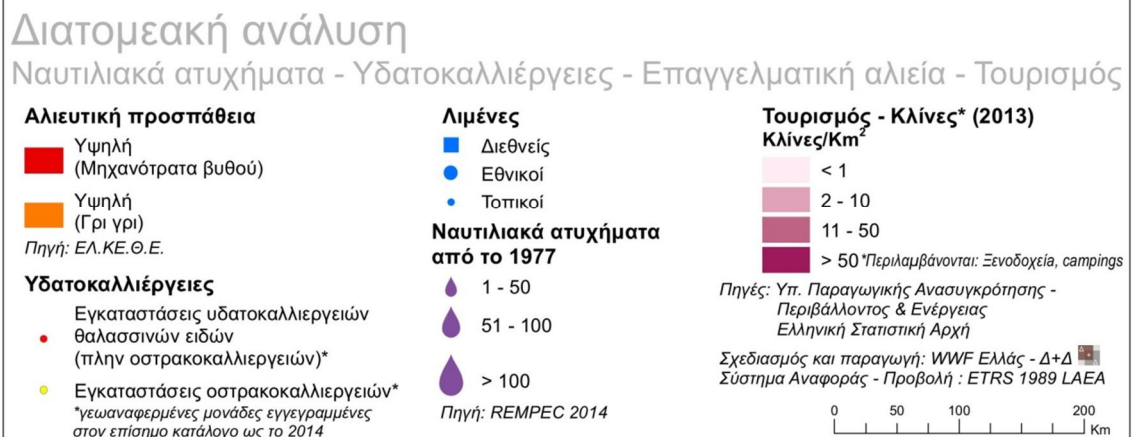 Διατομεακή ανάλυση
Ναυτιλιακά ατυχήματα - Υδατοκαλλιέργειες - Επαγγελματική αλιεία - Τουρισμός
Αλιευτική προσπάθεια
Υψηλή
(Μηχανότρατα βυθού)
Υψηλή
(Γρι γρι)
Πηγή: ΕΛ.ΚΕ.Θ.Ε.
Υδατοκαλλιέργειες
Εγκαταστάσεις υδατοκαλλιεργειών
θαλασσινών ειδών
(πλην οστρακοκαλλιεργειών)*
Εγκαταστάσεις οστρακοκαλλιεργειών*
*γεωαναφερμένες μονάδες εγγεγραμμένες
στον επίσημο κατάλογο ως το 2014
Λιμένες
Διεθνείς
Εθνικοί
Τοπικοί
Ναυτιλιακά ατυχήματα
από το 1977
1 - 50
51 - 100
> 100
Πηγή: REMPEC 2014
Τουρισμός - Κλίνες* (2013)
Κλίνες/Km²
< 1
2 - 10
11 - 50
> 50 *Περιλαμβάνονται: Ξενοδοχεία, campings
Πηγές: Υπ. Παραγωγικής Ανασυγκρότησης -
Περιβάλλοντος & Ενέργειας
Ελληνική Στατιστική Αρχή
Σχεδιασμός και παραγωγή: WWF Ελλάς - Δ+Δ
Σύστημα Αναφοράς - Προβολή : ETRS 1989 LAEA
0 50 100 200
Km